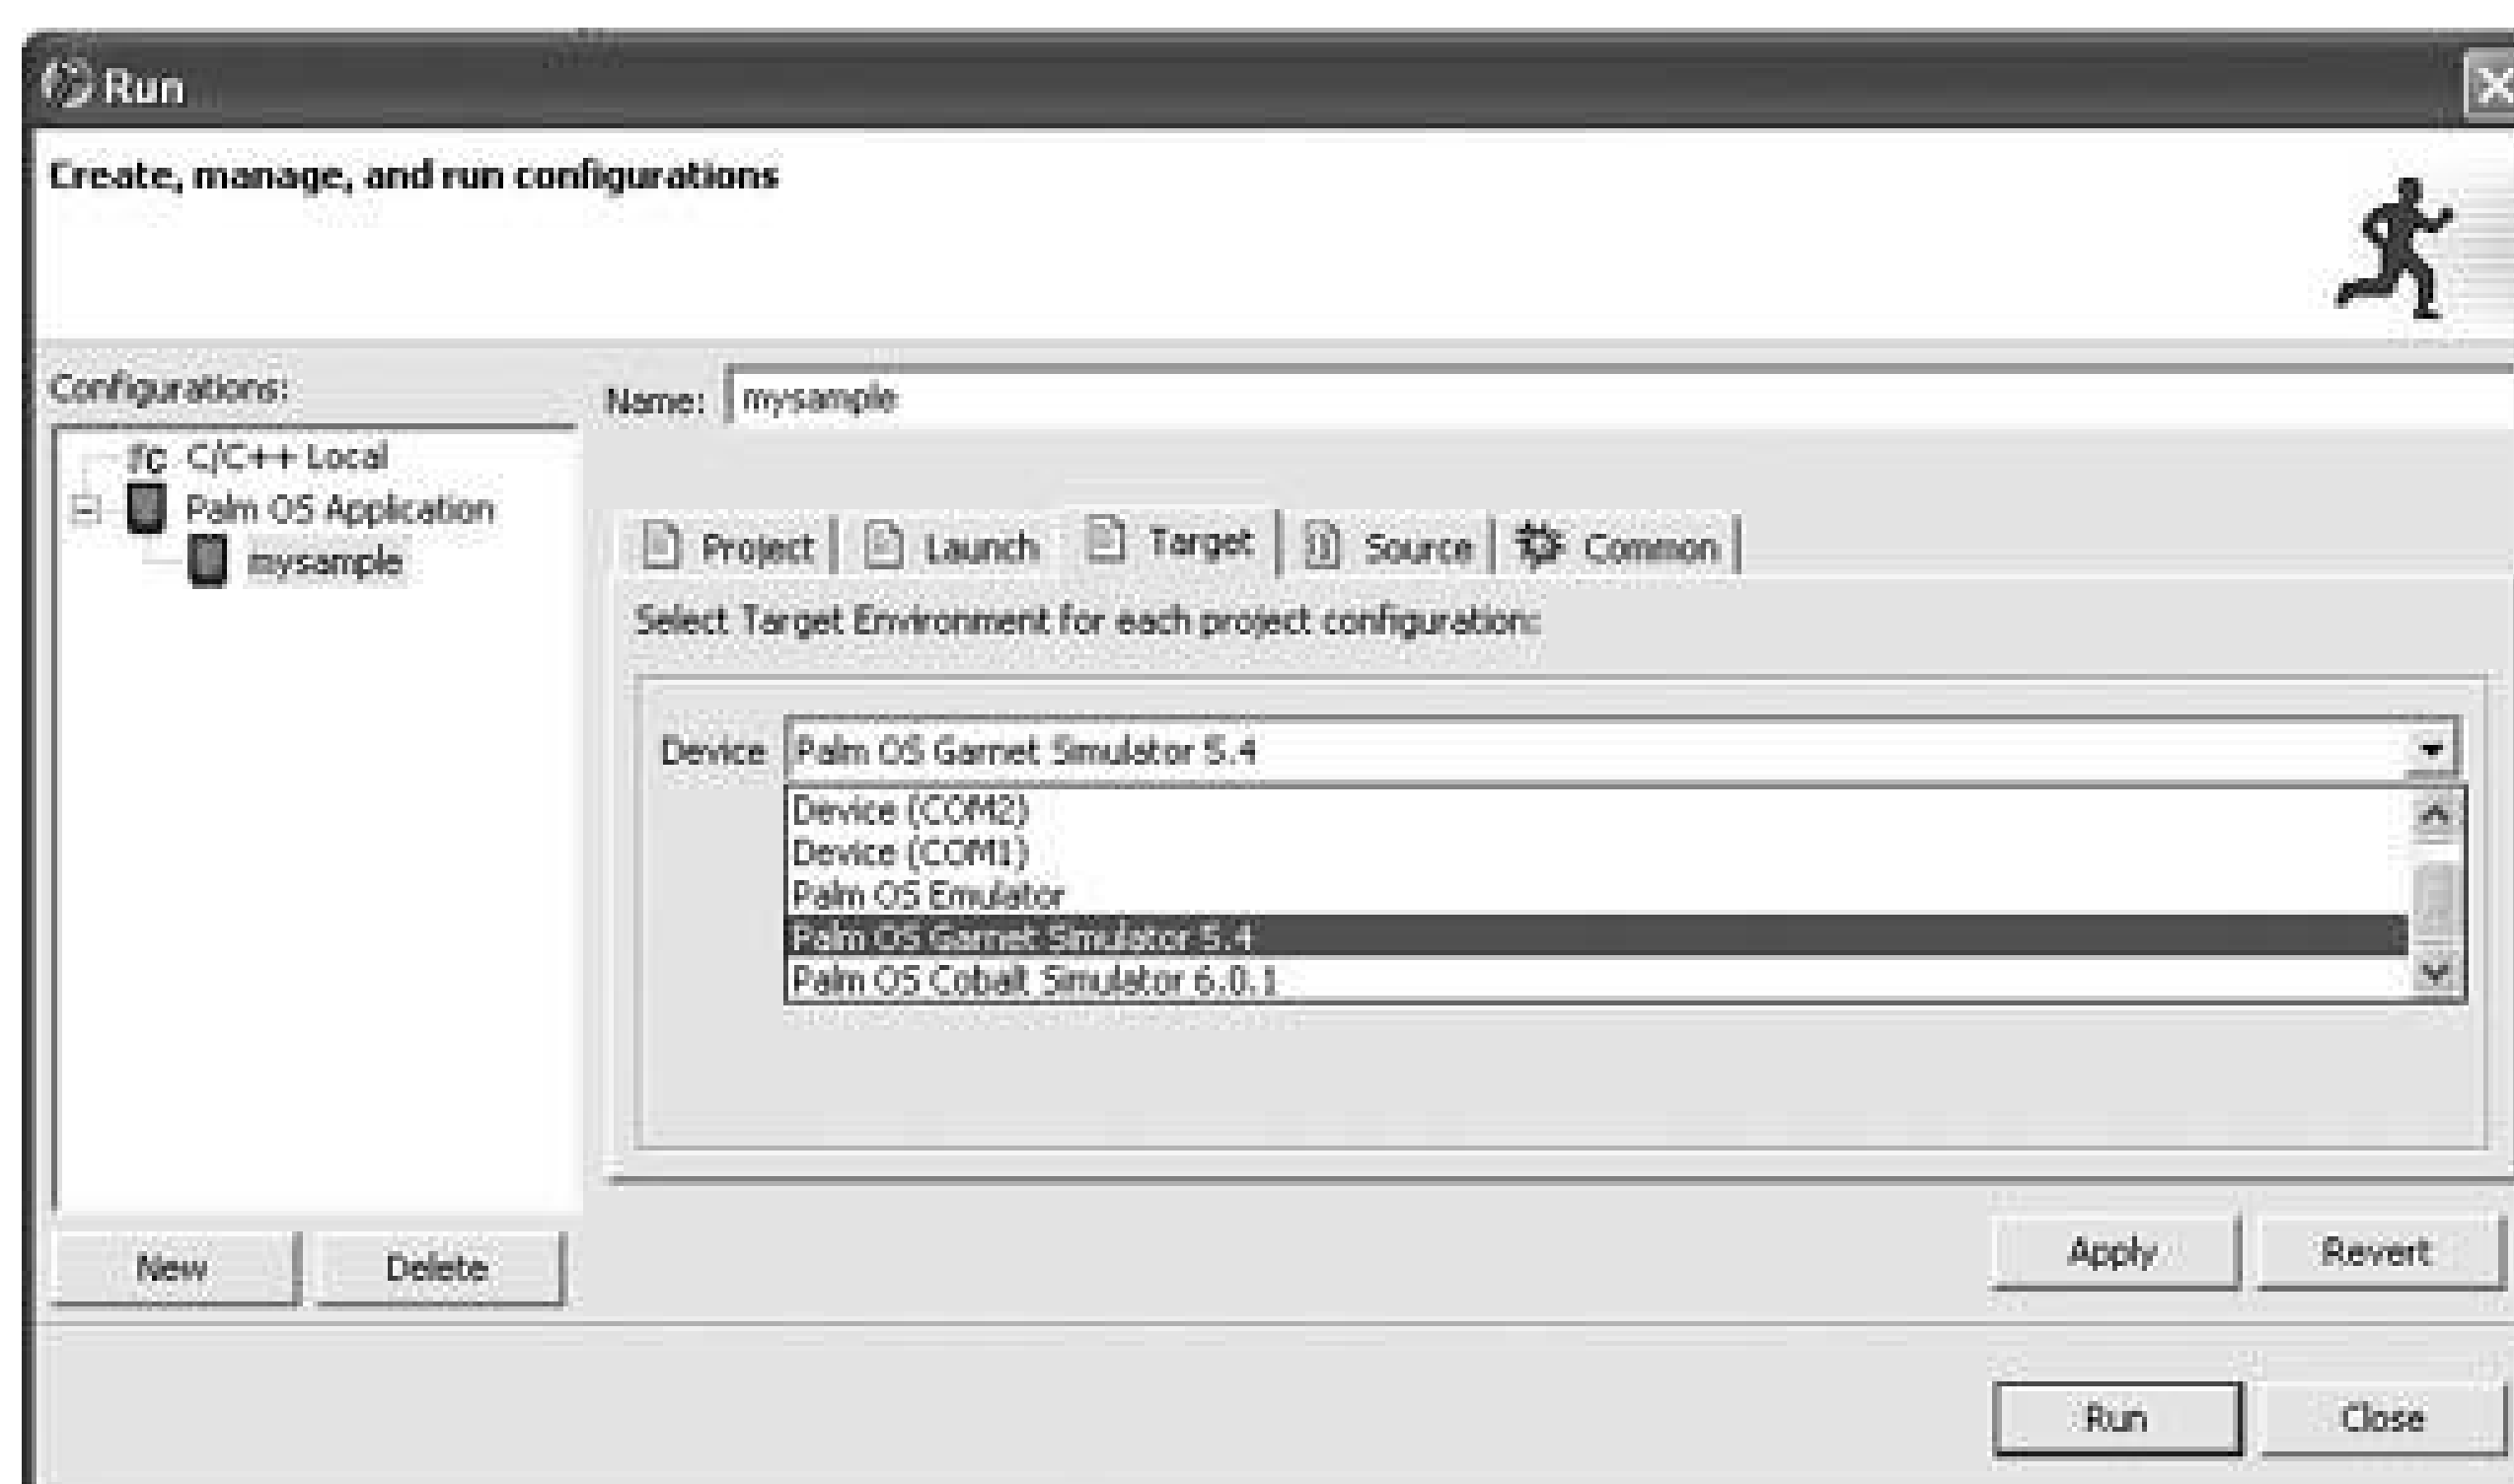 Run
Create, manage, and run configurations
Configurations:
C/C++ Local
Palm OS Application
mysample
New
Delete
Name: mysample
Project
Launch
Target
Source
Common
Select Target Environment for each project configuration:
Device Palm OS Garnet Simulator 5.4
Device (COM2)
Device (COM1)
Palm OS Emulator
Palm OS Garnet Simulator 5.4
Palm OS Cobalt Simulator 6.0.1
Apply
Revert
Run
Close